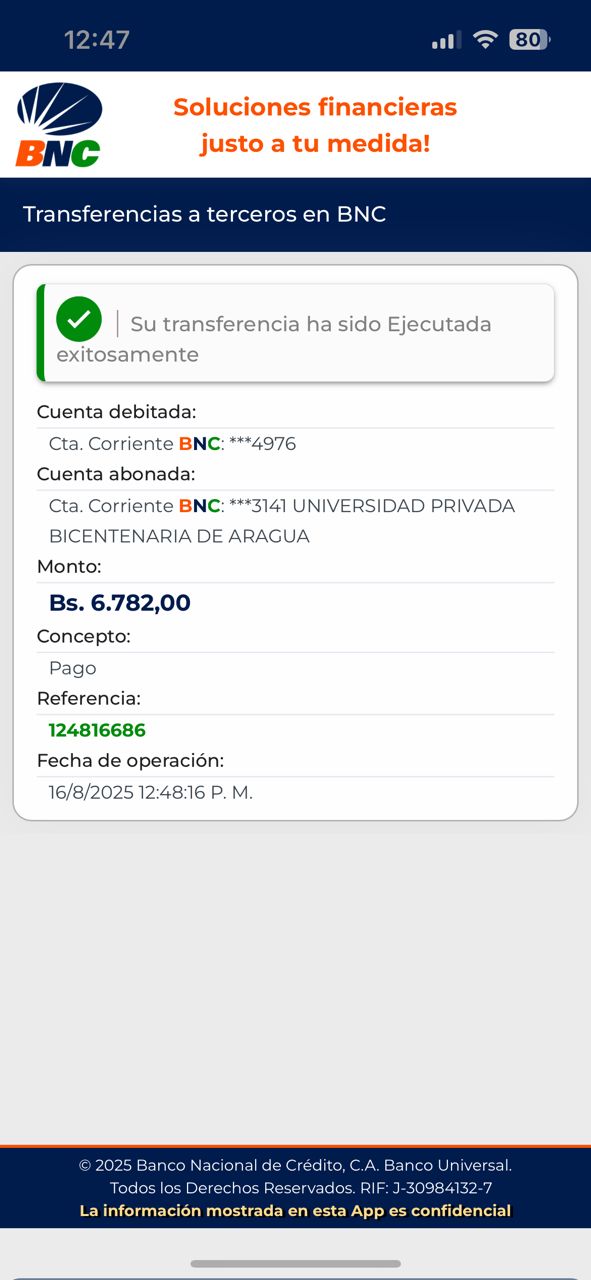 12:47
80
BNC
Soluciones financieras
justo a tu medida!
Transferencias a terceros en BNC
Su transferencia ha sido Ejecutada
exitosamente
Cuenta debitada:
Cta. Corriente BNC: ***4976
Cuenta abonada:
Cta. Corriente BNC: ***3141 UNIVERSIDAD PRIVADA
BICENTENARIA DE ARAGUA
Monto:
Bs. 6.782,00
Concepto:
Pago
Referencia:
124816686
Fecha de operación:
16/8/2025 12:48:16 P. M.
© 2025 Banco Nacional de Crédito, C.A. Banco Universal.
Todos los Derechos Reservados. RIF: J-30984132-7
La información mostrada en esta App es confidencial